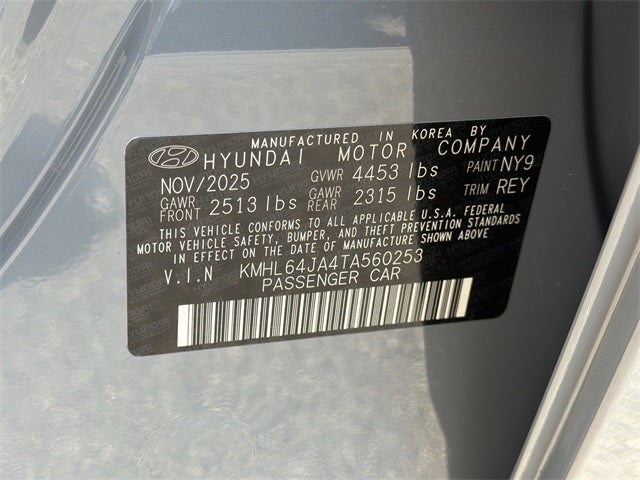 MANUFACTURED IN KOREA BY
HYUNDAI MOTOR COMPANY
NOV/2025 GVWR 4453 lbs PAINT NY9
GAWR FRONT 2513 lbs GAWR REAR 2315 lbs TRIM REY
THIS VEHICLE CONFORMS TO ALL APPLICABLE U.S.A. FEDERAL
MOTOR VEHICLE SAFETY, BUMPER, AND THEFT PREVENTION STANDARDS
IN EFFECT ON THE DATE OF MANUFACTURE SHOWN ABOVE
V.I.N KMHL64JA4TA560253
PASSENGER CAR